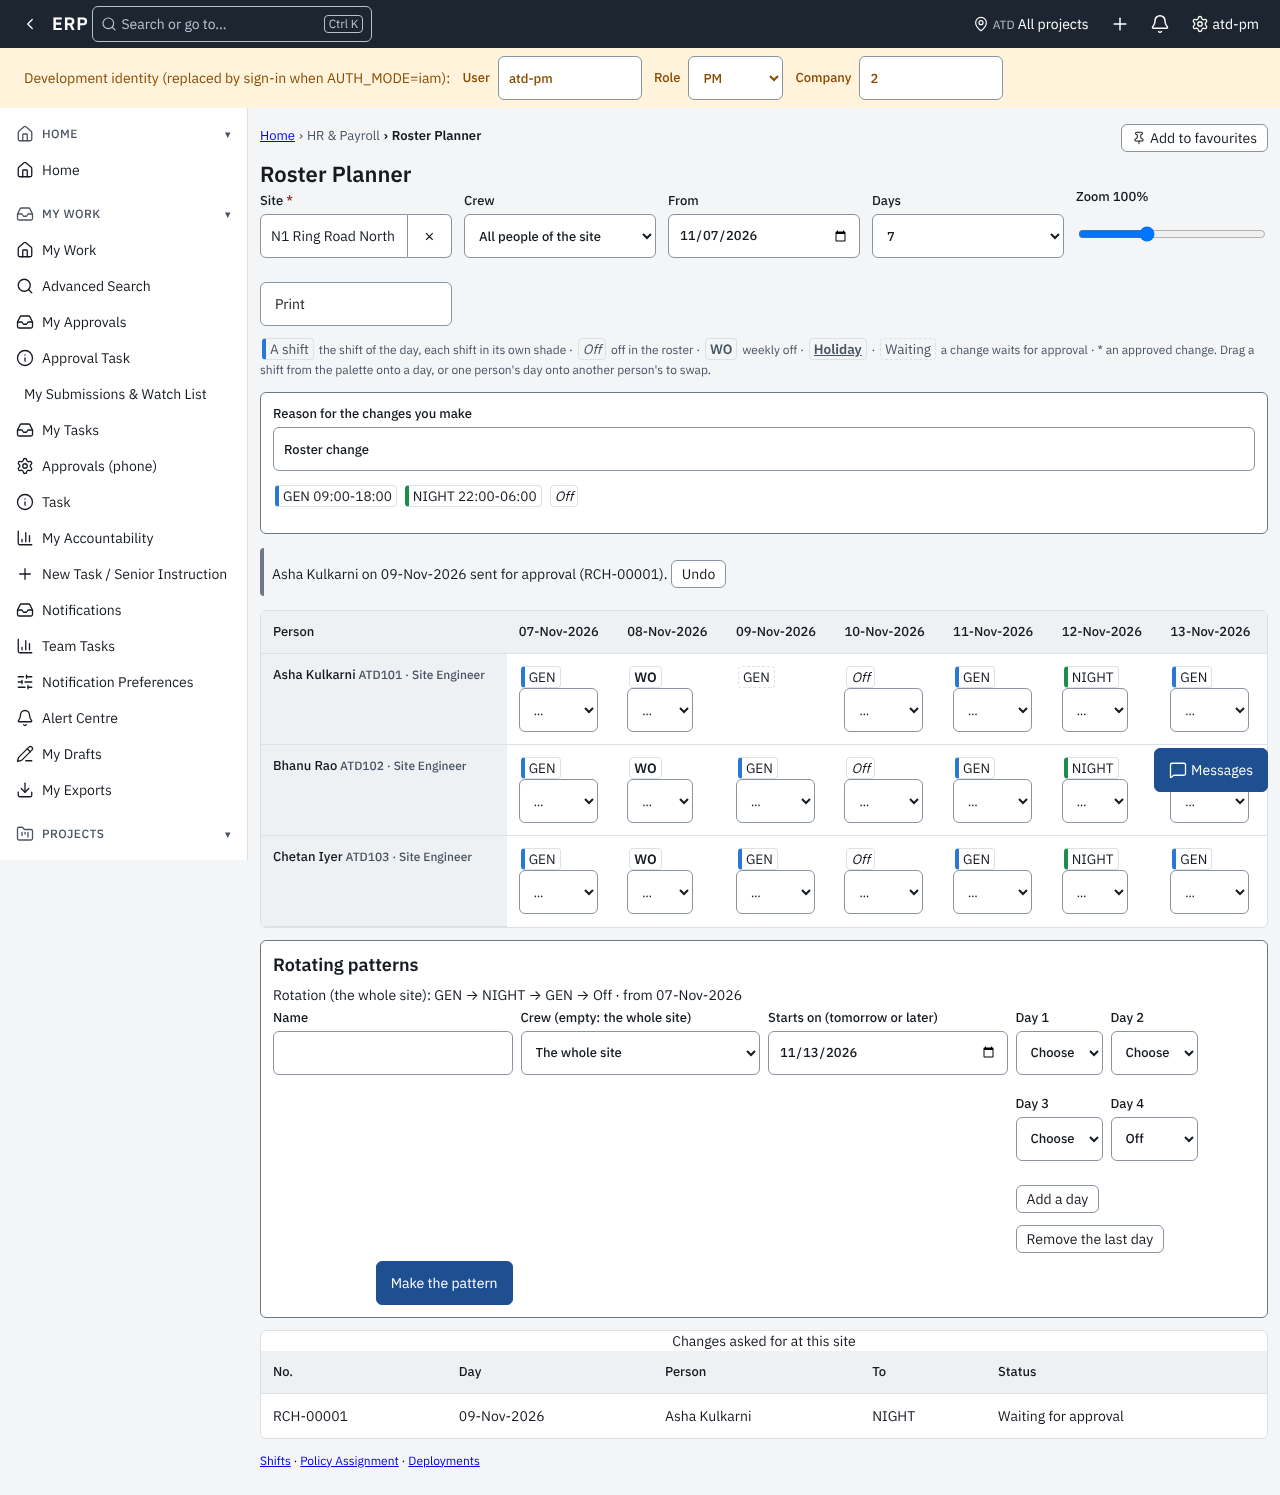 ERP
Search or go to...
Ctrl K
ATD All projects
atd-pm
Development identity (replaced by sign-in when AUTH_MODE=iam):
User
atd-pm
Role
PM
Company
2
HOME
Home
MY WORK
My Work
Advanced Search
My Approvals
Approval Task
My Submissions & Watch List
My Tasks
Approvals (phone)
Task
My Accountability
New Task / Senior Instruction
Notifications
Team Tasks
Notification Preferences
Alert Centre
My Drafts
My Exports
PROJECTS
Home › HR & Payroll › Roster Planner
Add to favourites
Roster Planner
Site *
N1 Ring Road North
×
Crew
All people of the site
From
11/07/2026
Days
7
Zoom 100%
Print
A shift the shift of the day, each shift in its own shade · Off off in the roster · WO weekly off · Holiday · Waiting a change waits for approval · * an approved change. Drag a
shift from the palette onto a day, or one person's day onto another person's to swap.
Reason for the changes you make
Roster change
GEN 09:00-18:00 NIGHT 22:00-06:00 Off
Asha Kulkarni on 09-Nov-2026 sent for approval (RCH-00001). Undo
Person 07-Nov-2026 08-Nov-2026 09-Nov-2026 10-Nov-2026 11-Nov-2026 12-Nov-2026 13-Nov-2026
Asha Kulkarni ATD101 · Site Engineer GEN WO GEN Off GEN NIGHT GEN
... ... ... ... ... ...
Bhanu Rao ATD102 · Site Engineer GEN WO GEN Off GEN NIGHT
Messages
... ... ... ... ... ... ...
Chetan Iyer ATD103 · Site Engineer GEN WO GEN Off GEN NIGHT GEN
... ... ... ... ... ... ...
Rotating patterns
Rotation (the whole site): GEN → NIGHT → GEN → Off · from 07-Nov-2026
Name
Crew (empty: the whole site)
The whole site
Starts on (tomorrow or later)
11/13/2026
Day 1
Choose
Day 2
Choose
Day 3
Choose
Day 4
Off
Add a day
Remove the last day
Make the pattern
Changes asked for at this site
No. Day Person To Status
RCH-00001 09-Nov-2026 Asha Kulkarni NIGHT Waiting for approval
Shifts · Policy Assignment · Deployments